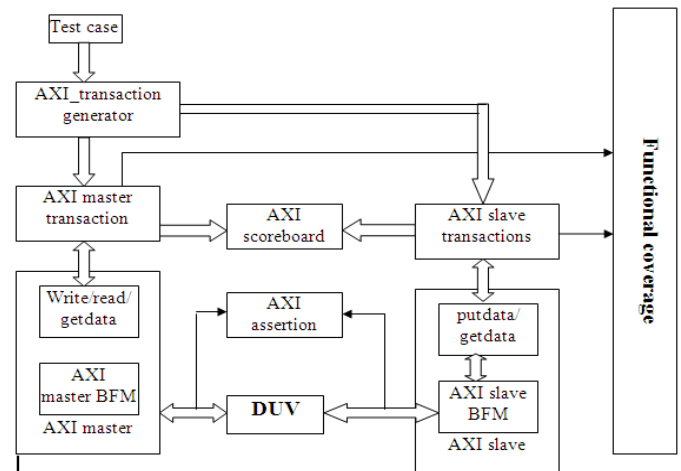 Test case
AXI_transaction
generator
AXI master
transaction
AXI
scoreboard
AXI slave
transactions
Functional coverage
Write/read/
getdata
AXI
assertion
putdata/
getdata
AXI
master BFM
AXI master
DUV
AXI slave
BFM
AXI slave